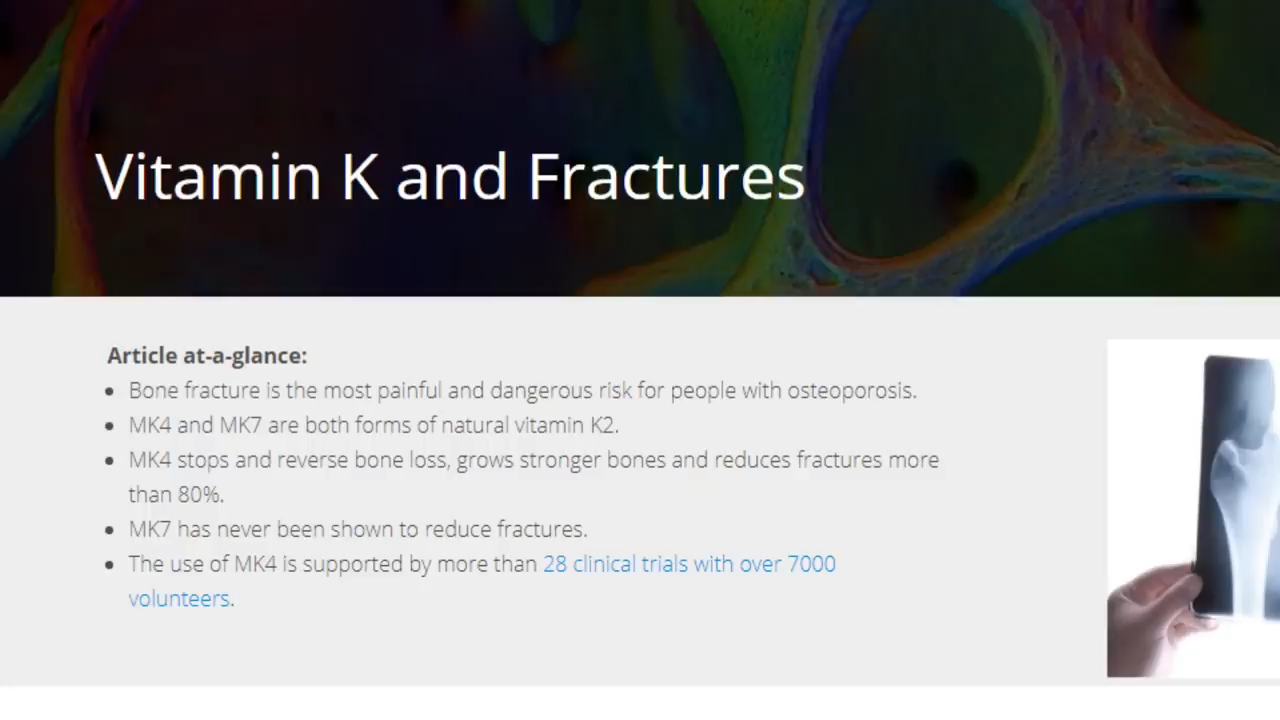 Vitamin K and Fractures
Article at-a-glance:
• Bone fracture is the most painful and dangerous risk for people with osteoporosis.
• MK4 and MK7 are both forms of natural vitamin K2.
• MK4 stops and reverse bone loss, grows stronger bones and reduces fractures more
than 80%.
• MK7 has never been shown to reduce fractures.
• The use of MK4 is supported by more than 28 clinical trials with over 7000
volunteers.